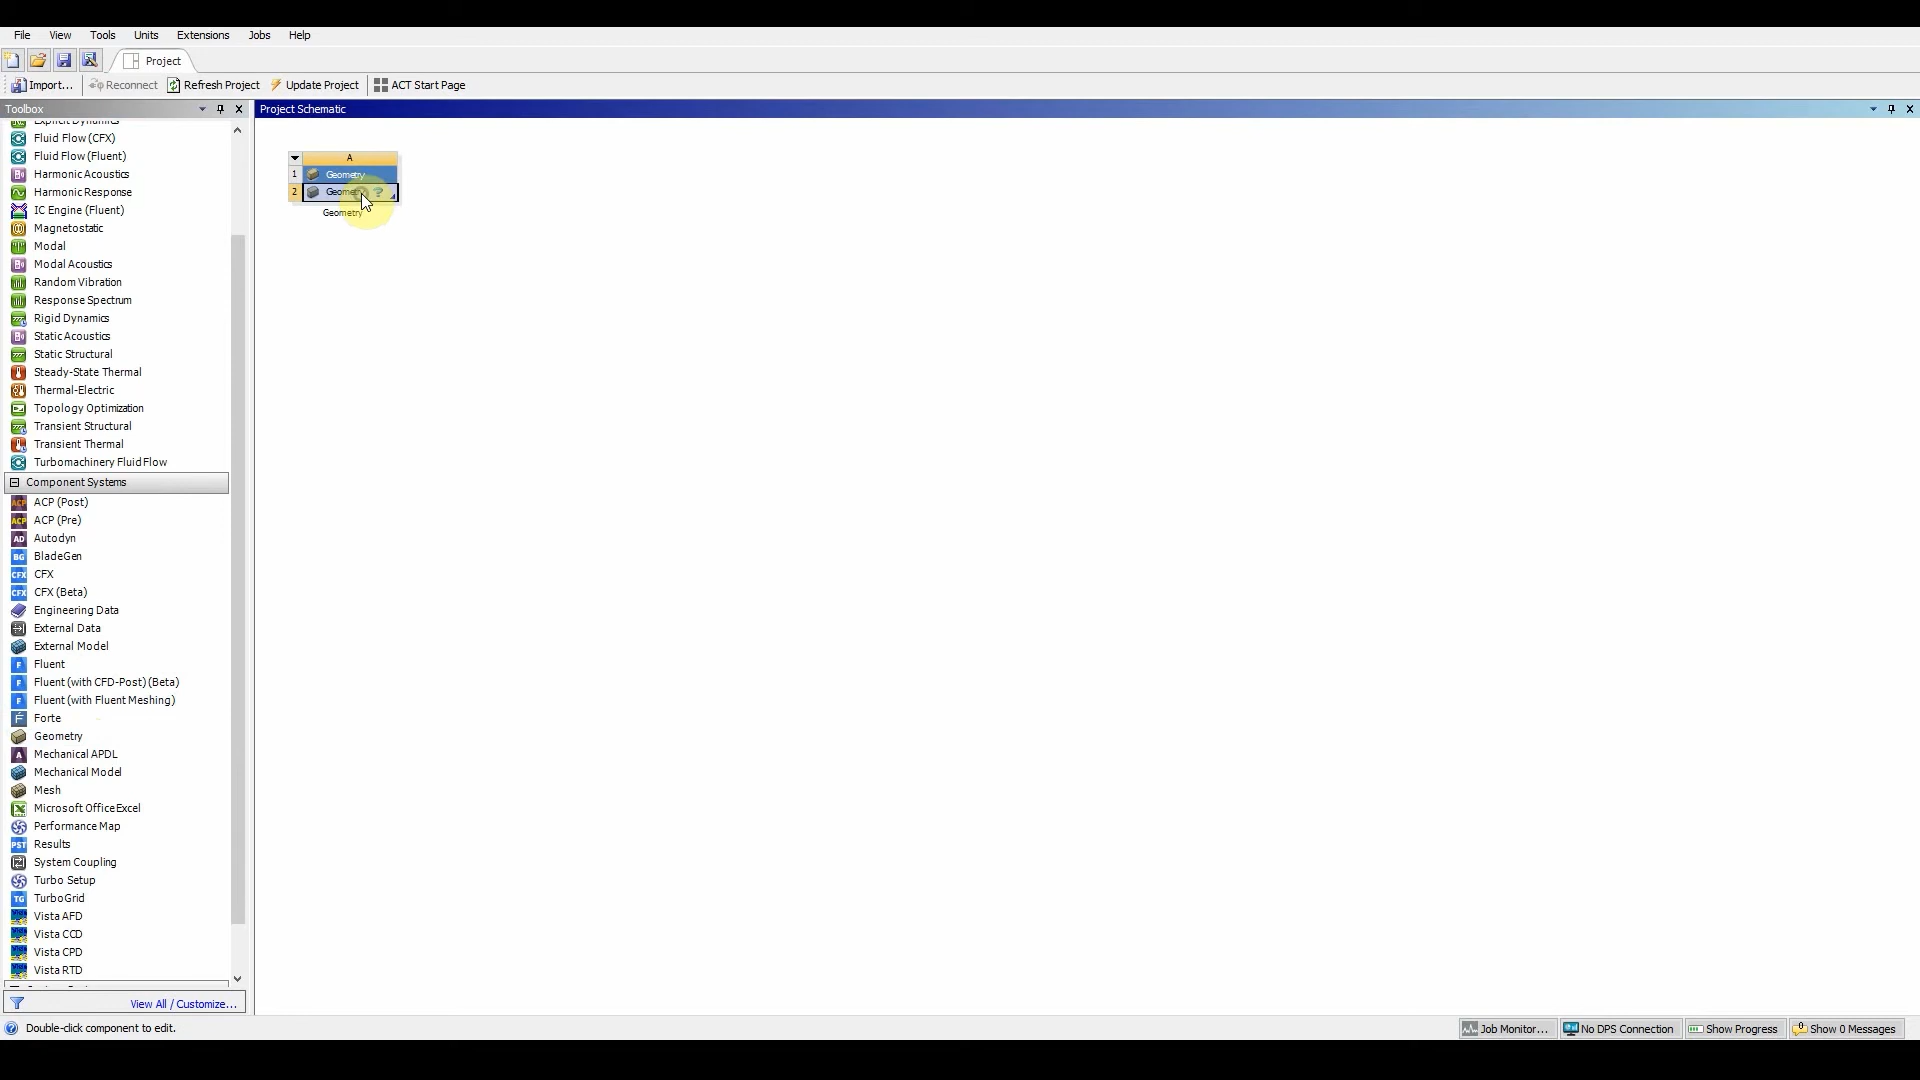 File View Tools Units Extensions Jobs Help
Project
Import... Reconnect Refresh Project Update Project ACT Start Page
Toolbox
Project Schematic
Explicit Dynamics
Fluid Flow (CFX)
Fluid Flow (Fluent)
Harmonic Acoustics
Harmonic Response
IC Engine (Fluent)
Magnetostatic
Modal
Modal Acoustics
Random Vibration
Response Spectrum
Rigid Dynamics
Static Acoustics
Static Structural
Steady-State Thermal
Thermal-Electric
Topology Optimization
Transient Structural
Transient Thermal
Turbomachinery Fluid Flow
Component Systems
ACP (Post)
ACP (Pre)
Autodyn
BladeGen
CFX
CFX (Beta)
Engineering Data
External Data
External Model
Fluent
Fluent (with CFD-Post) (Beta)
Fluent (with Fluent Meshing)
Forte
Geometry
Mechanical APDL
Mechanical Model
Mesh
Microsoft Office Excel
Performance Map
Results
System Coupling
Turbo Setup
TurboGrid
Vista AFD
Vista CCD
Vista CPD
Vista RTD
View All / Customize...
A
1 Geometry
2 Geometry ?
Geometry
Double-click component to edit.
Job Monitor... No DPS Connection Show Progress Show 0 Messages